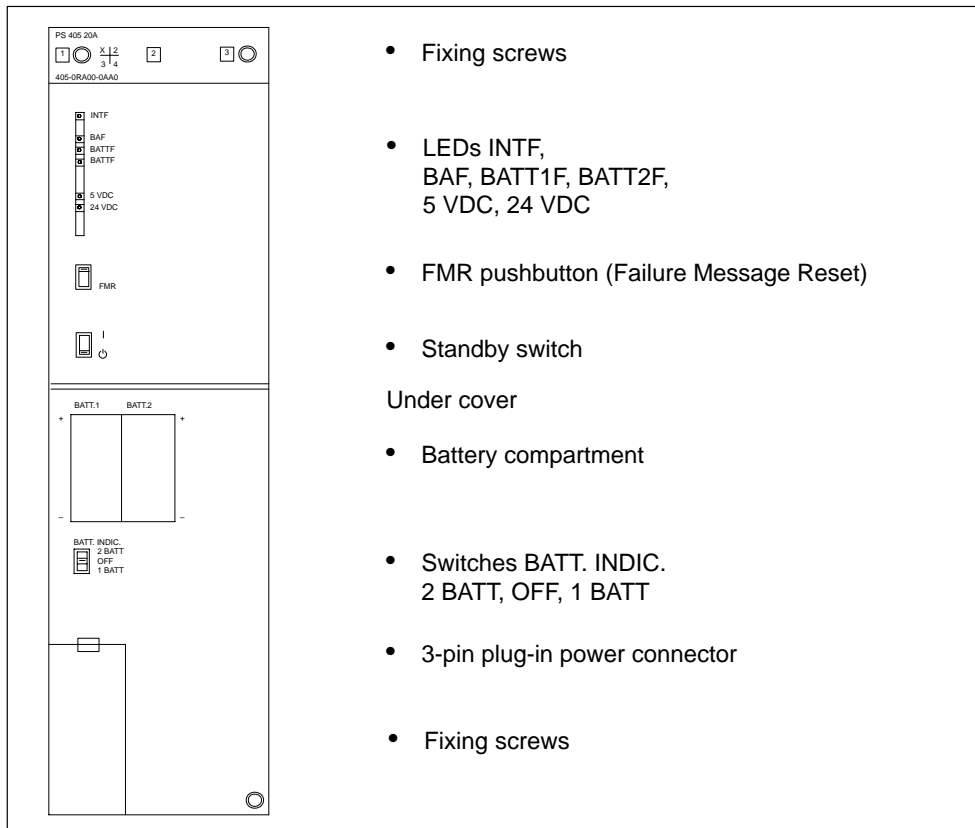 PS 405 20A
1 X 2 2 3
3 4
405-0RA00-0AA0
INTF
BAF
BATTF
BATTF
5 VDC
24 VDC
FMR
I
BATT.1 BATT.2
+ +
– –
BATT. INDIC.
2 BATT
OFF
1 BATT
• Fixing screws
• LEDs INTF,
BAF, BATT1F, BATT2F,
5 VDC, 24 VDC
• FMR pushbutton (Failure Message Reset)
• Standby switch
Under cover
• Battery compartment
• Switches BATT. INDIC.
2 BATT, OFF, 1 BATT
• 3-pin plug-in power connector
• Fixing screws